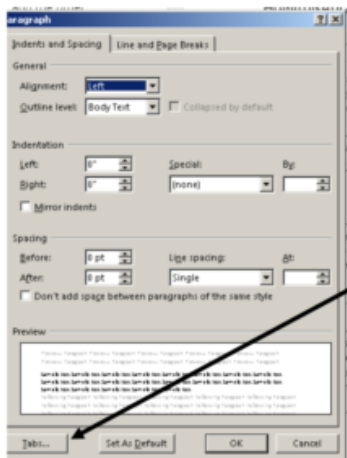 aragraph
Indents and Spacing Line and Page Breaks
General
Alignment: Left
Outline level: Body Text Collapsed by default
Indentation
Left: 0" Special: By:
Right: 0" (none)
Mirror indents
Spacing
Before: 0 pt Line spacing: At:
After: 0 pt Single
Don't add space between paragraphs of the same style
Preview
Tabs... Set As Default OK Cancel